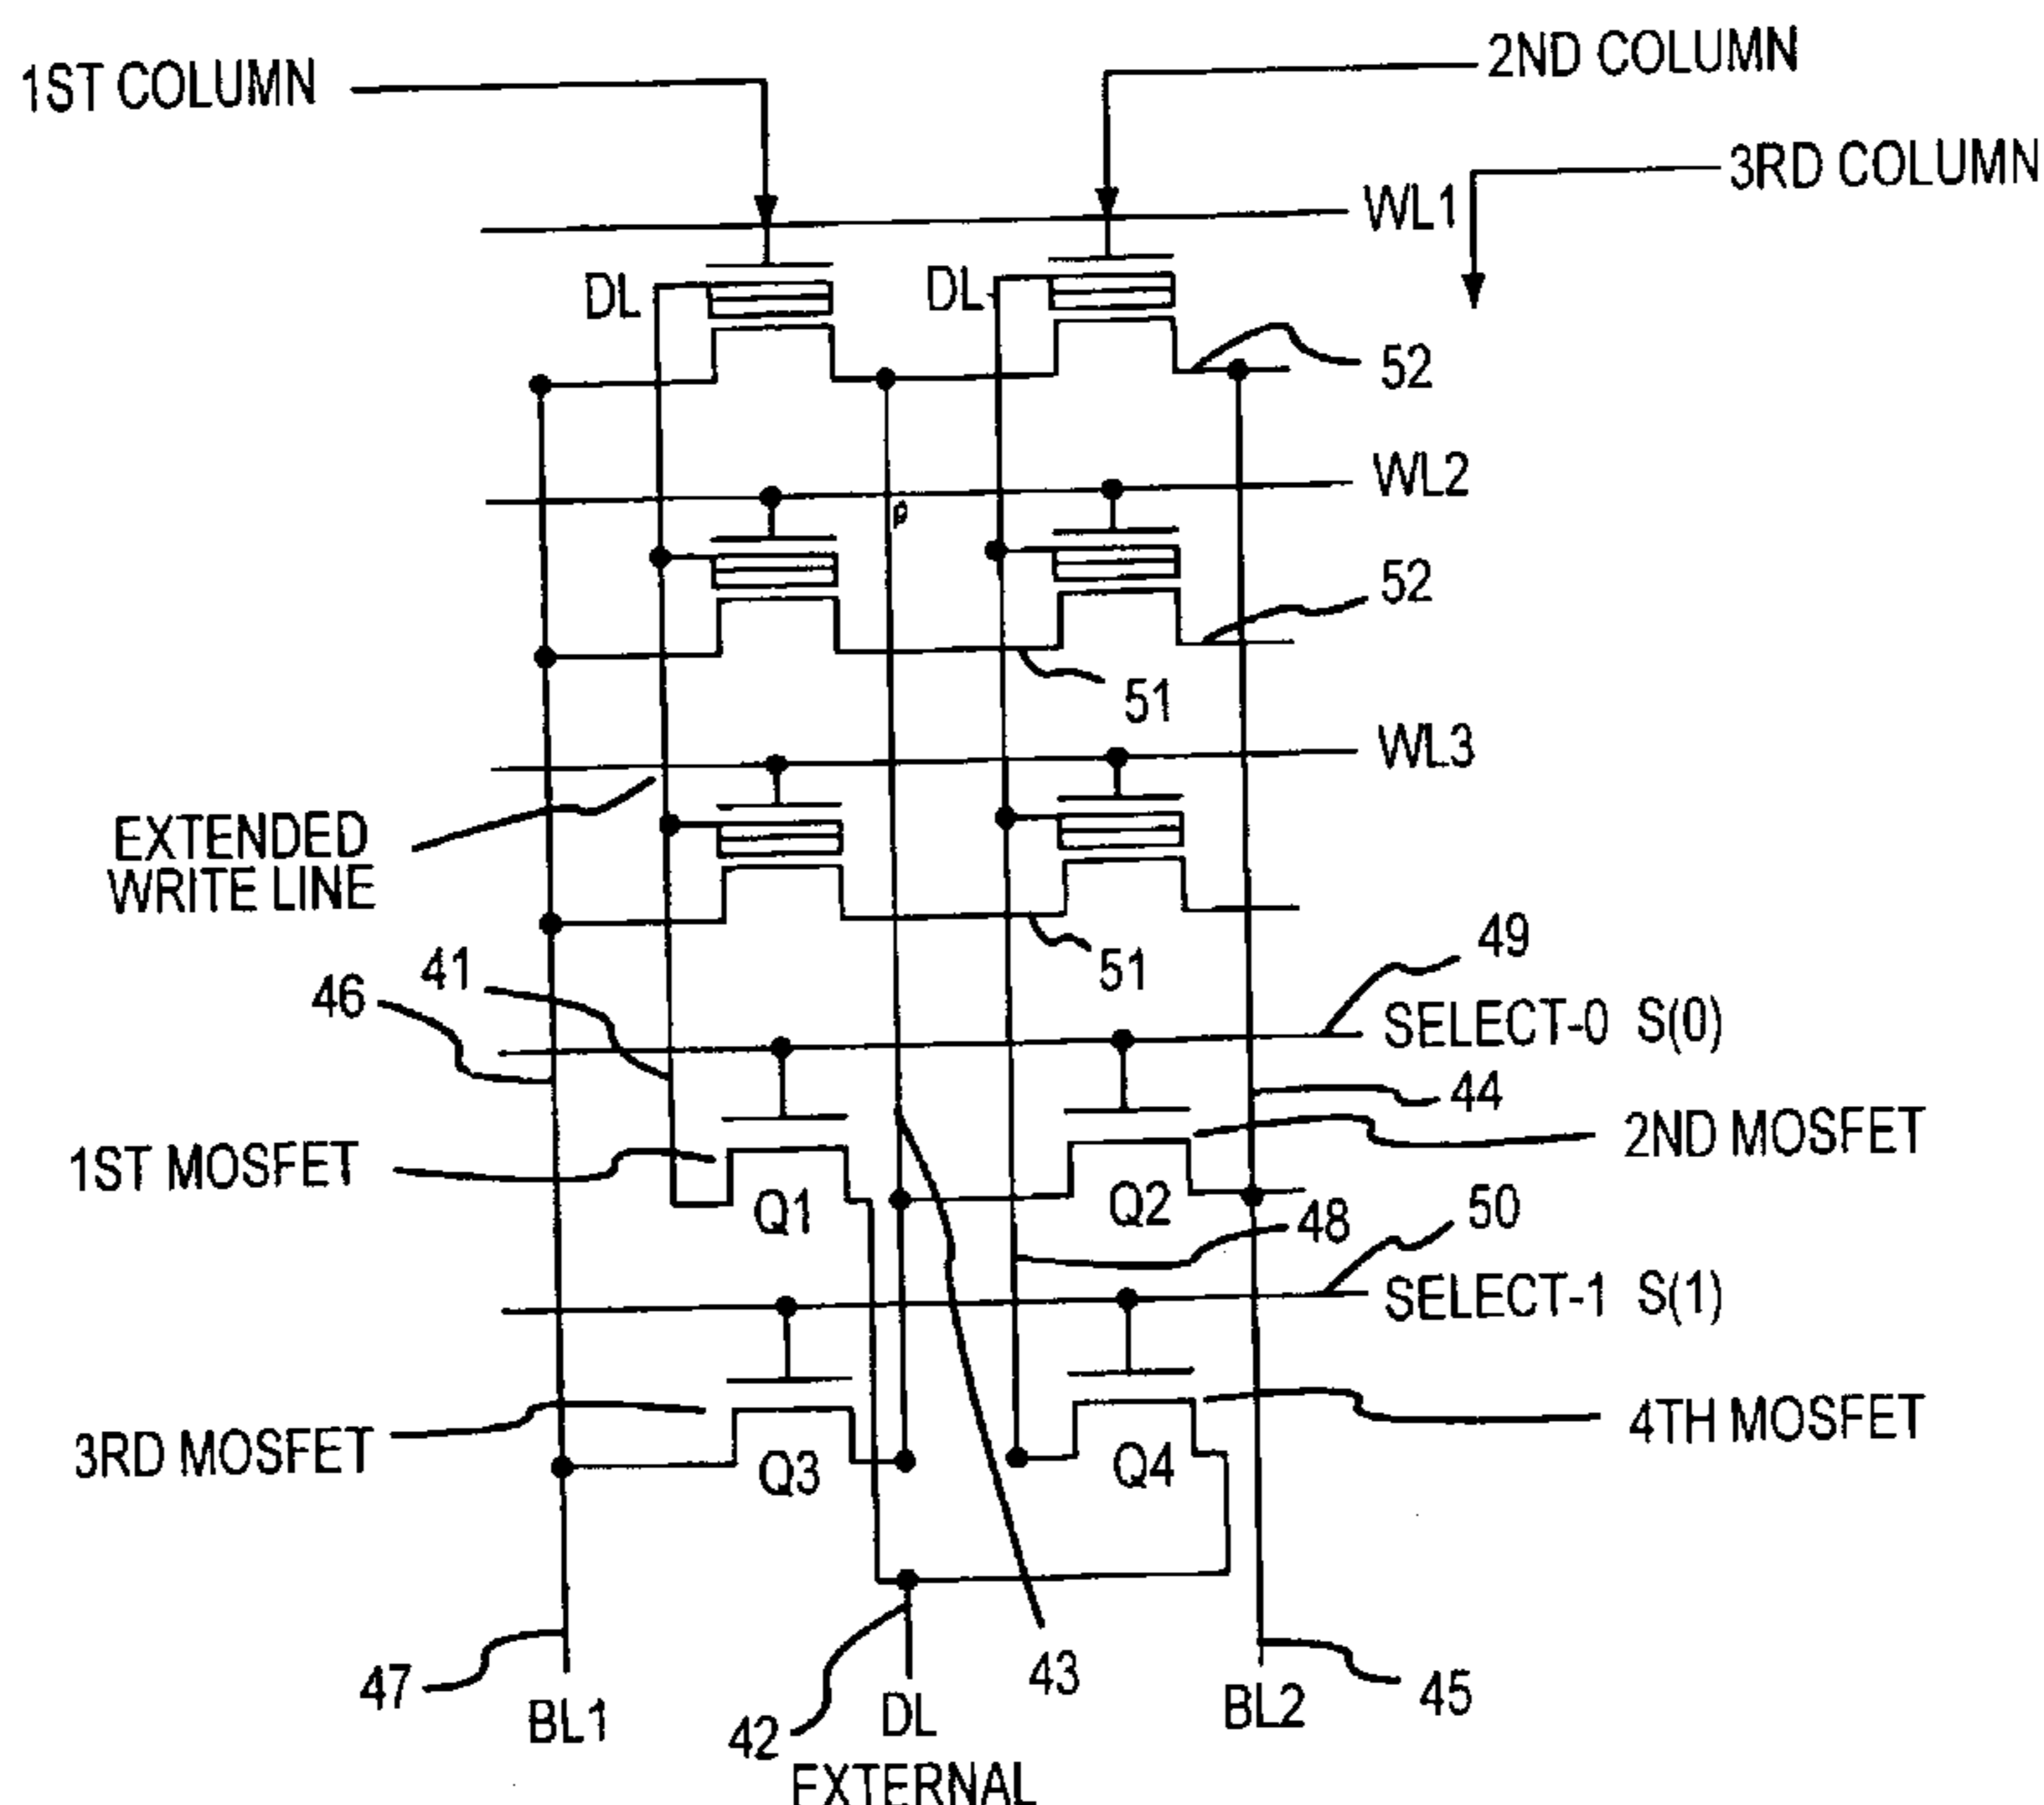 1ST COLUMN
2ND COLUMN
3RD COLUMN
WL1
DL
DL
52
WL2
52
51
WL3
EXTENDED
WRITE LINE
51
49
41
46
SELECT-0 S(0)
44
1ST MOSFET
2ND MOSFET
Q1
Q2
48
50
SELECT-1 S(1)
3RD MOSFET
4TH MOSFET
Q3
Q4
47
BL1
42
DL
EXTERNAL
43
BL2
45